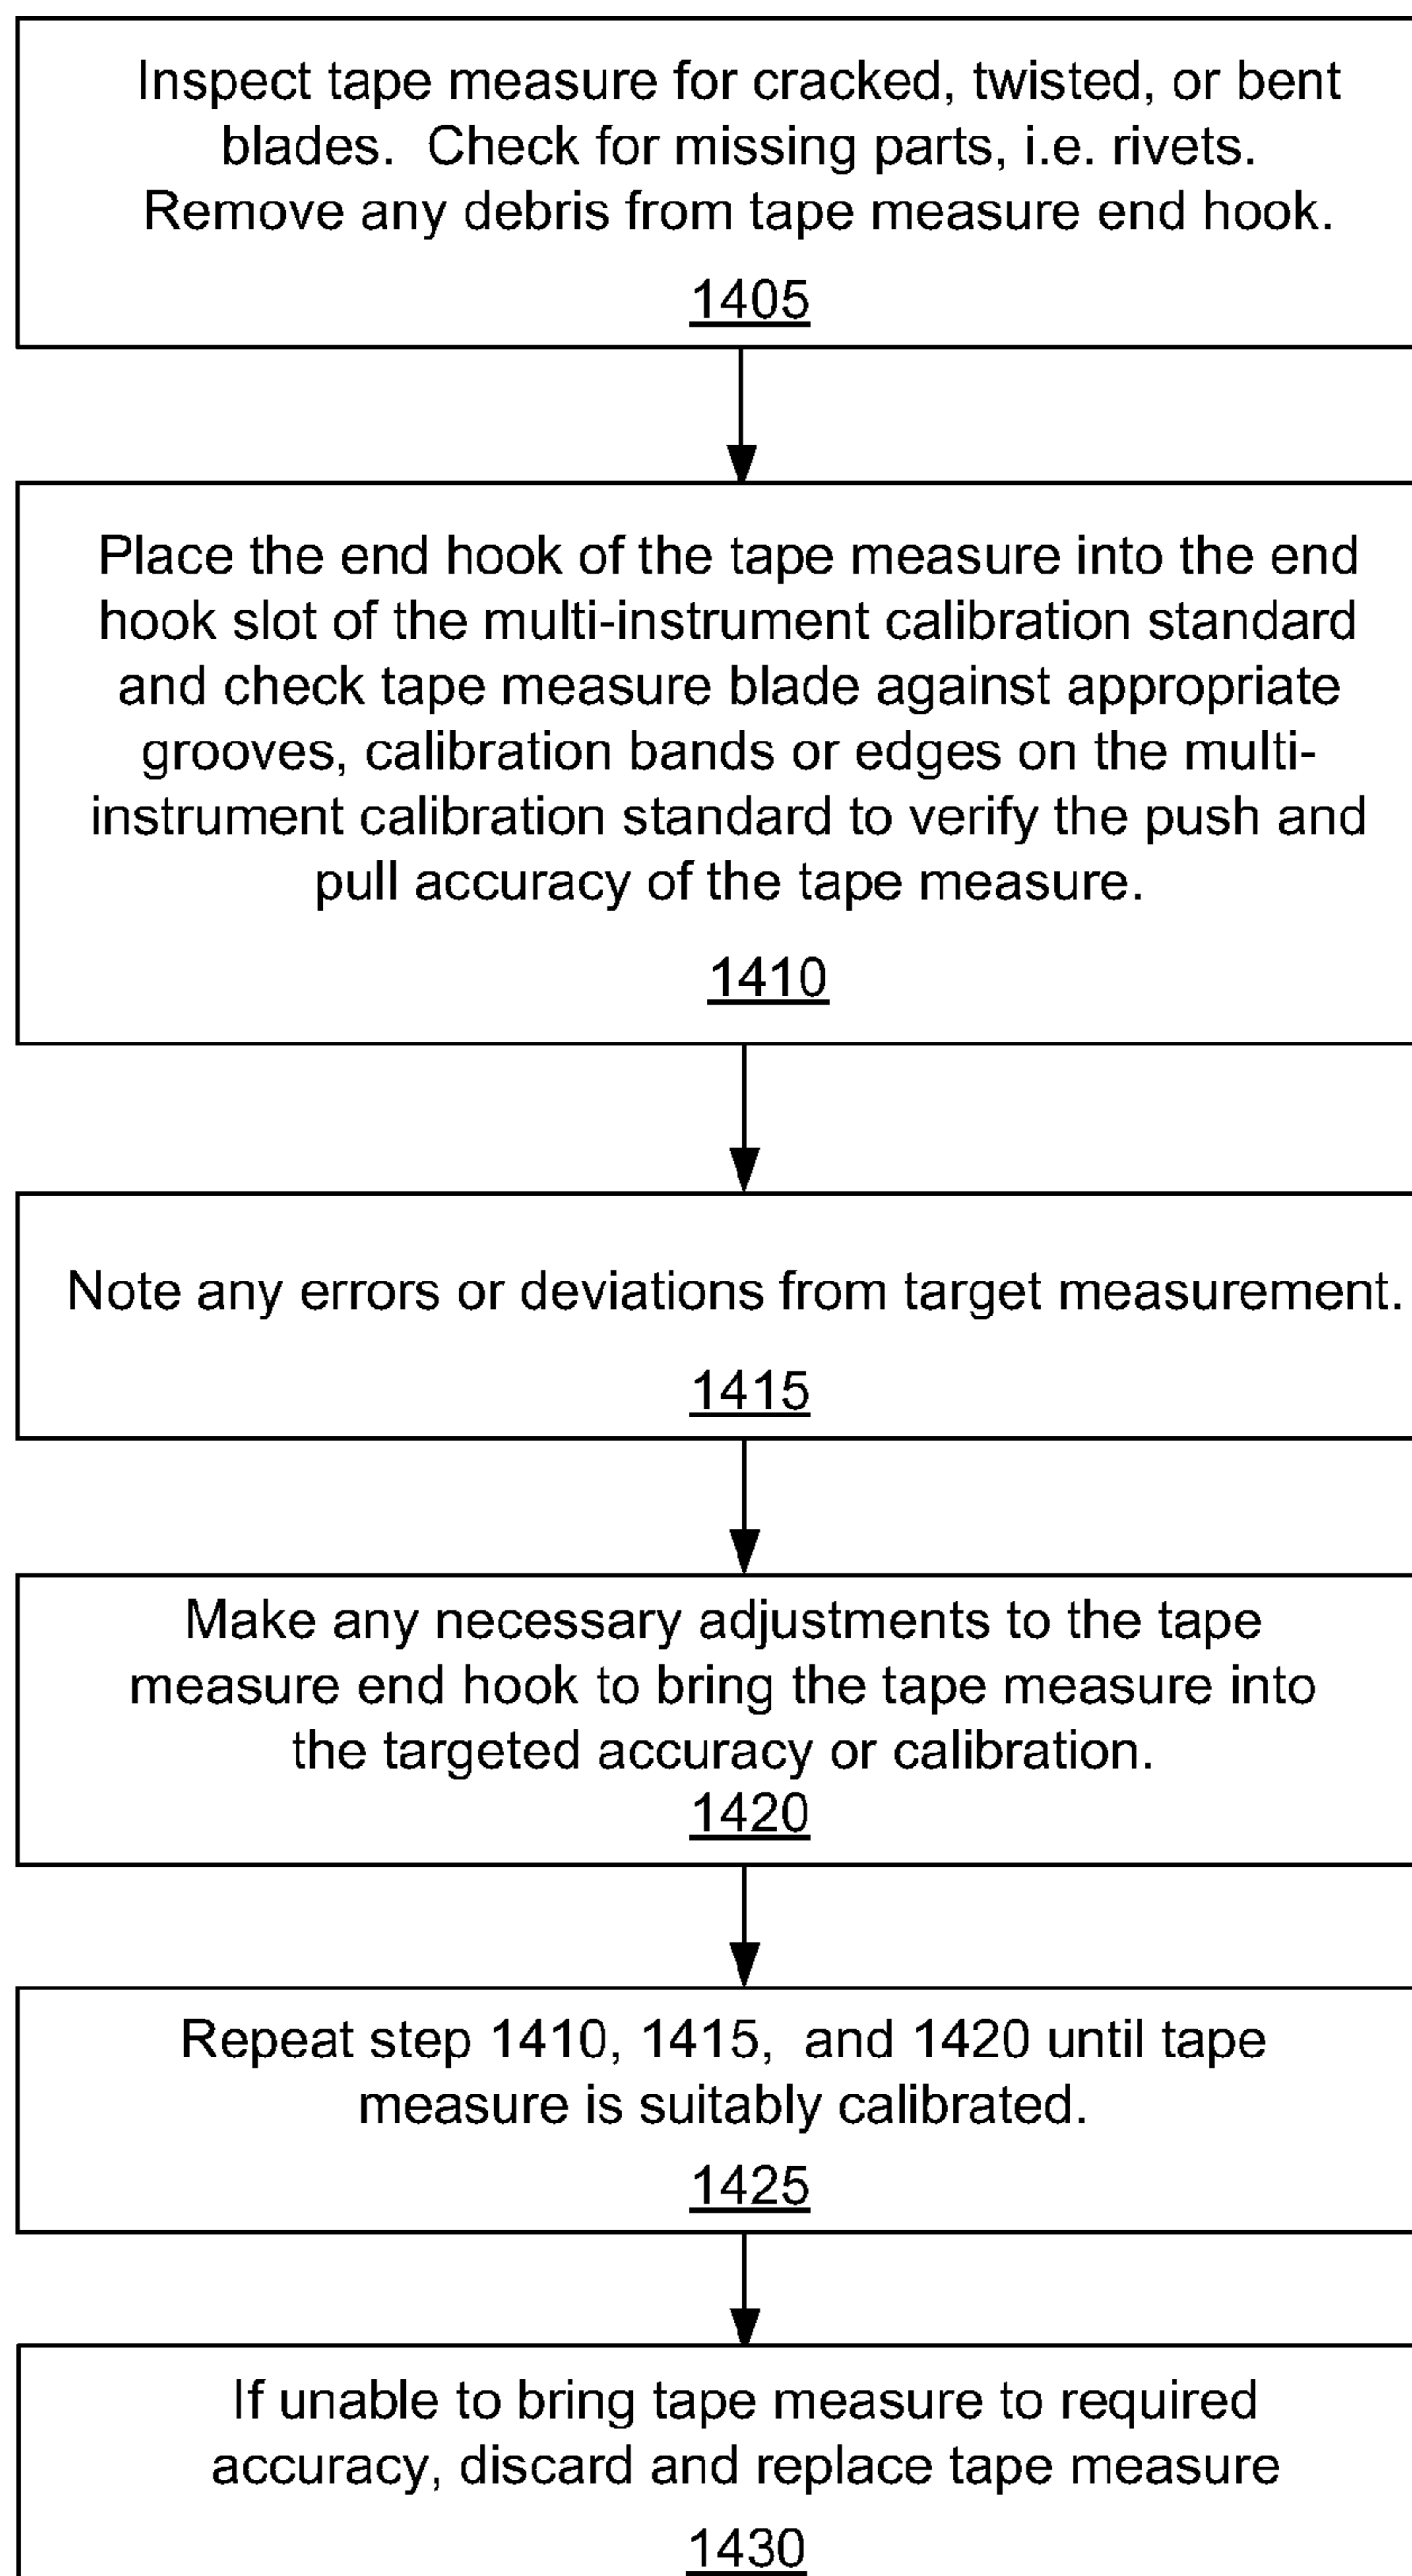 Inspect tape measure for cracked, twisted, or bent
blades.  Check for missing parts, i.e. rivets.
Remove any debris from tape measure end hook.
1405
Place the end hook of the tape measure into the end
hook slot of the multi-instrument calibration standard
and check tape measure blade against appropriate
grooves, calibration bands or edges on the multi-
instrument calibration standard to verify the push and
pull accuracy of the tape measure.
1410
Note any errors or deviations from target measurement.
1415
Make any necessary adjustments to the tape
measure end hook to bring the tape measure into
the targeted accuracy or calibration.
1420
Repeat step 1410, 1415,  and 1420 until tape
measure is suitably calibrated.
1425
If unable to bring tape measure to required
accuracy, discard and replace tape measure
1430